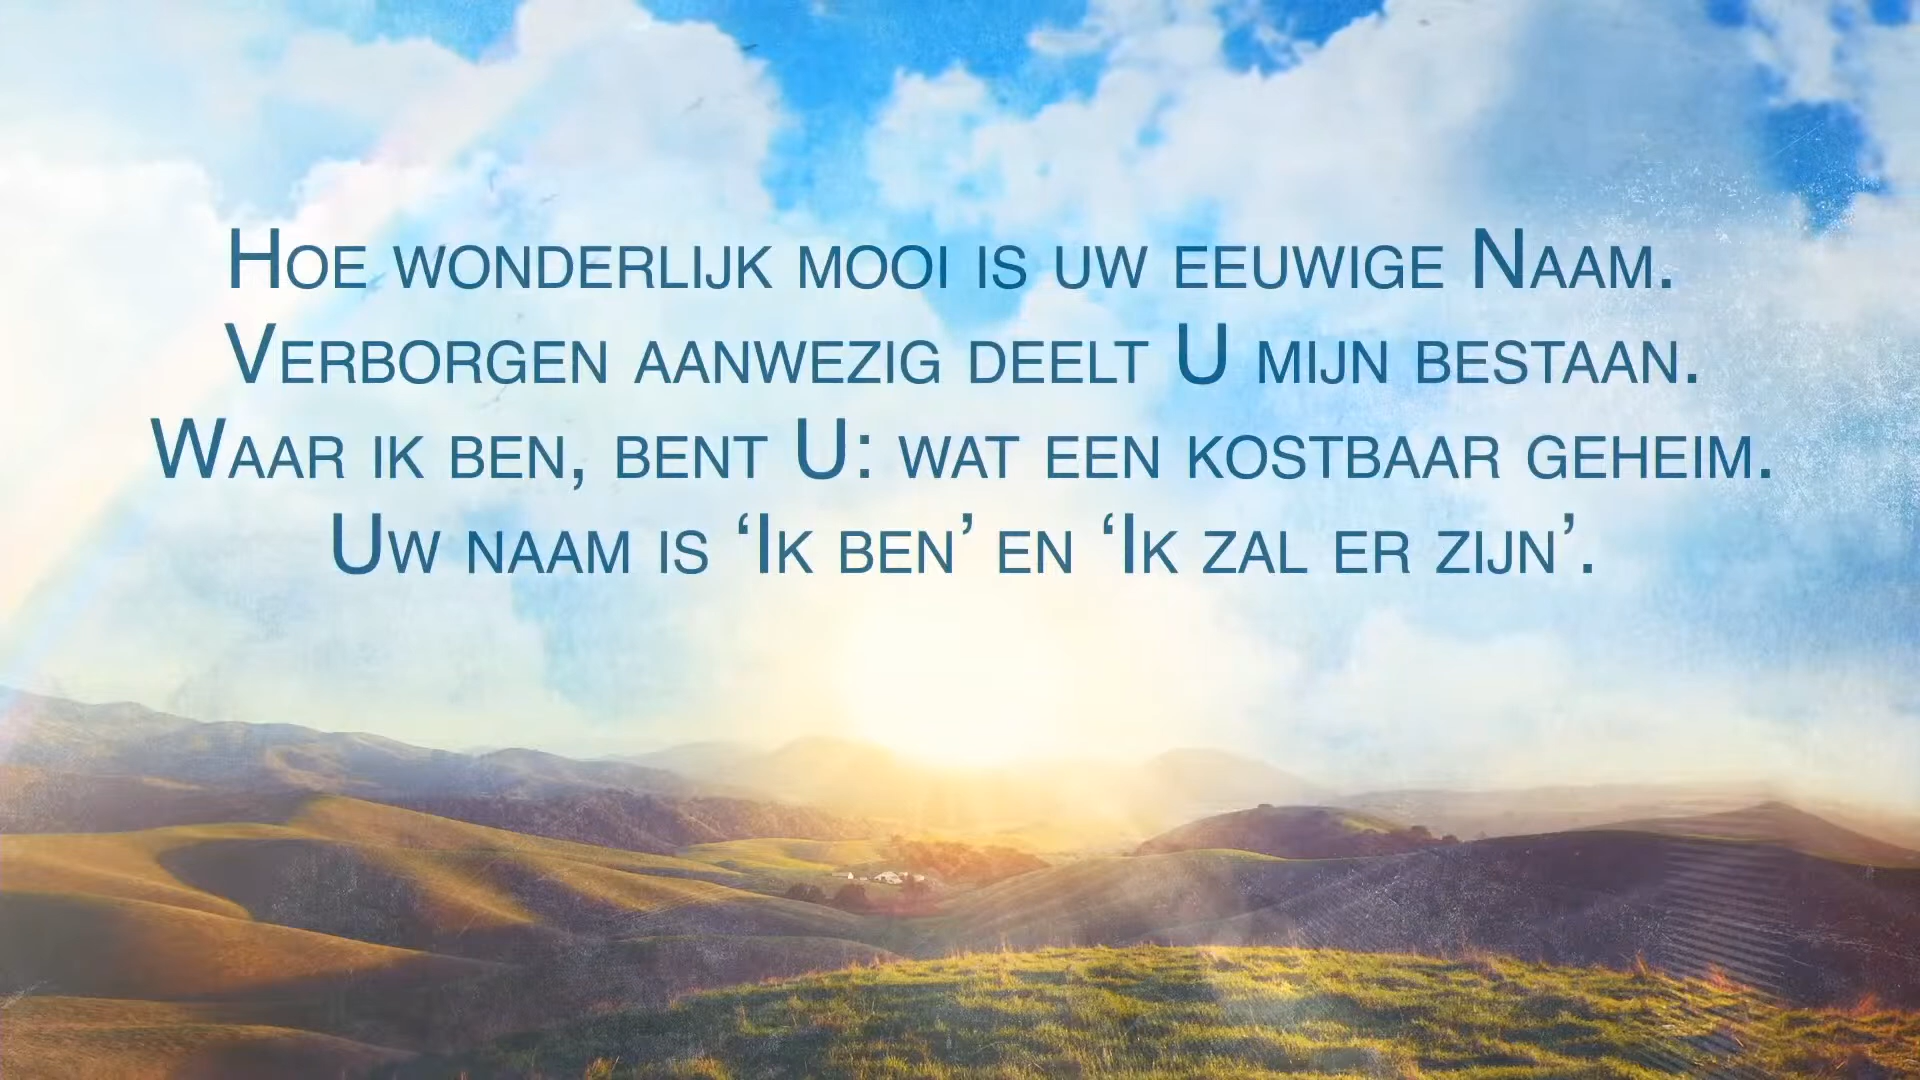 Hoe wonderlijk mooi is uw eeuwige Naam.
Verborgen aanwezig deelt U mijn bestaan.
Waar ik ben, bent U: wat een kostbaar geheim.
Uw naam is ‘Ik ben’ en ‘Ik zal er zijn’.